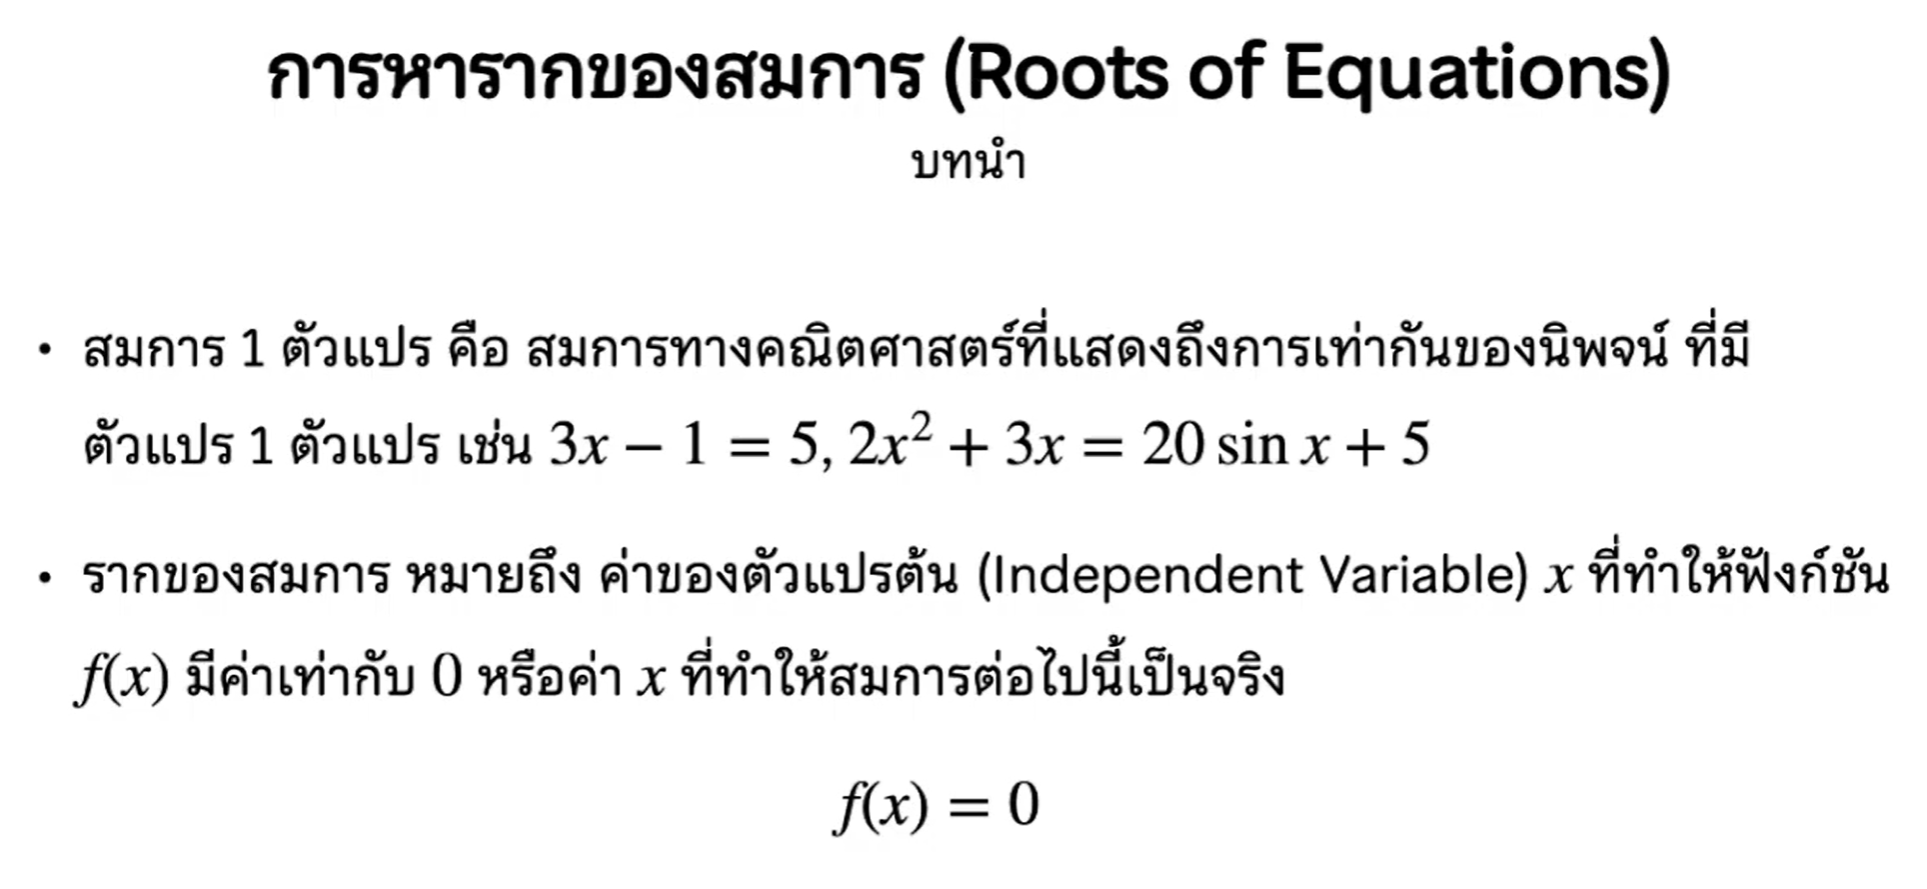 การหารากของสมการ (Roots of Equations)
บทนำ
• สมการ 1 ตัวแปร คือ สมการทางคณิตศาสตร์ที่แสดงถึงการเท่ากันของนิพจน์ ที่มี
ตัวแปร 1 ตัวแปร เช่น 3x − 1 = 5, 2x² + 3x = 20 sin x + 5
• รากของสมการ หมายถึง ค่าของตัวแปรต้น (Independent Variable) x ที่ทำให้ฟังก์ชัน
f(x) มีค่าเท่ากับ 0 หรือค่า x ที่ทำให้สมการต่อไปนี้เป็นจริง
f(x) = 0